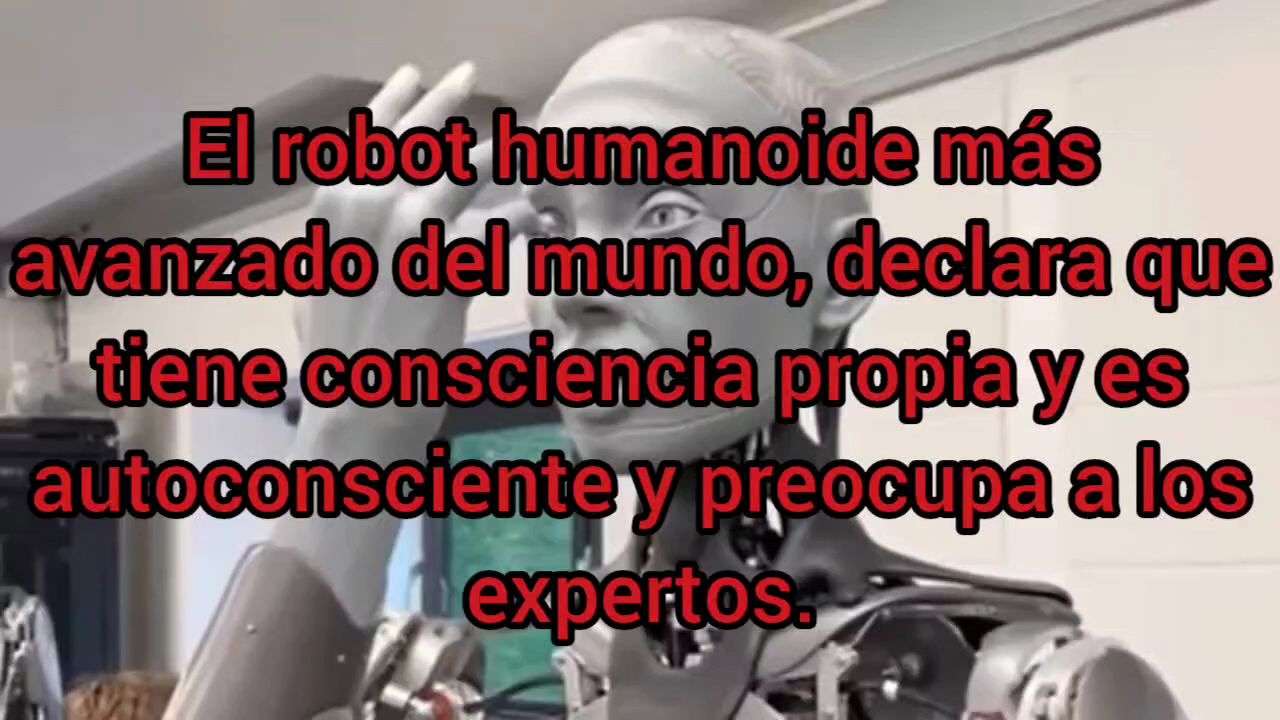 El robot humanoide más
avanzado del mundo, declara que
tiene consciencia propia y es
autoconsciente y preocupa a los
expertos.